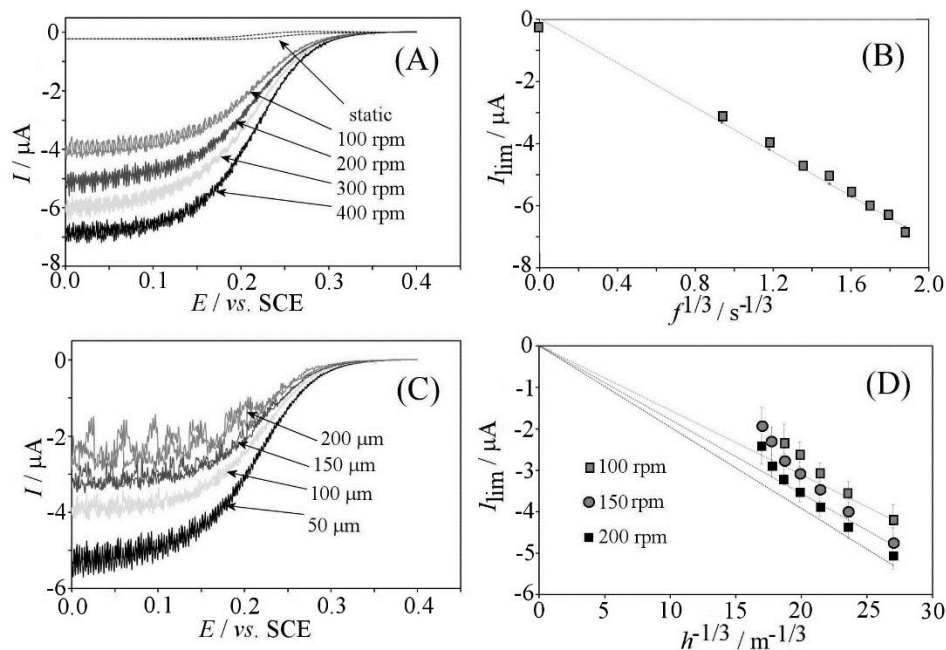 (A)
0
-2
-4
-6
-8
I / µA
static
100 rpm
200 rpm
300 rpm
400 rpm
0.0 0.1 0.2 0.3 0.4
E / vs. SCE
(B)
0
-2
-4
-6
-8
Ilim / µA
0 0.4 0.8 1.2 1.6 2.0
f1/3 / s-1/3
(C)
0
-2
-4
-6
I / µA
200 µm
150 µm
100 µm
50 µm
0.0 0.1 0.2 0.3 0.4
E / vs. SCE
(D)
0
-1
-2
-3
-4
-5
-6
Ilim / µA
100 rpm
150 rpm
200 rpm
0 5 10 15 20 25 30
h-1/3 / m-1/3